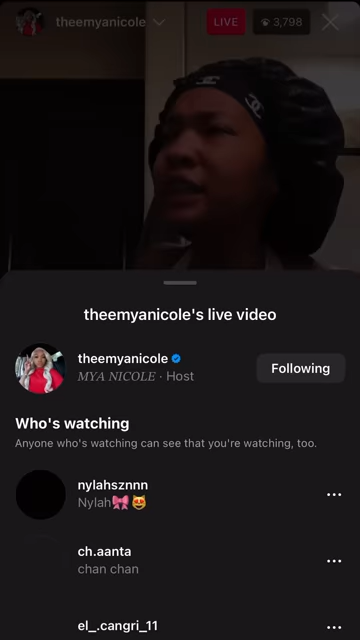 theemyanicole LIVE 3,798
theemyanicole's live video
theemyanicole
MYA NICOLE · Host
Following
Who's watching
Anyone who's watching can see that you're watching, too.
nylahsznnn
Nylah🎀😻
ch.aanta
chan chan
el_.cangri_11